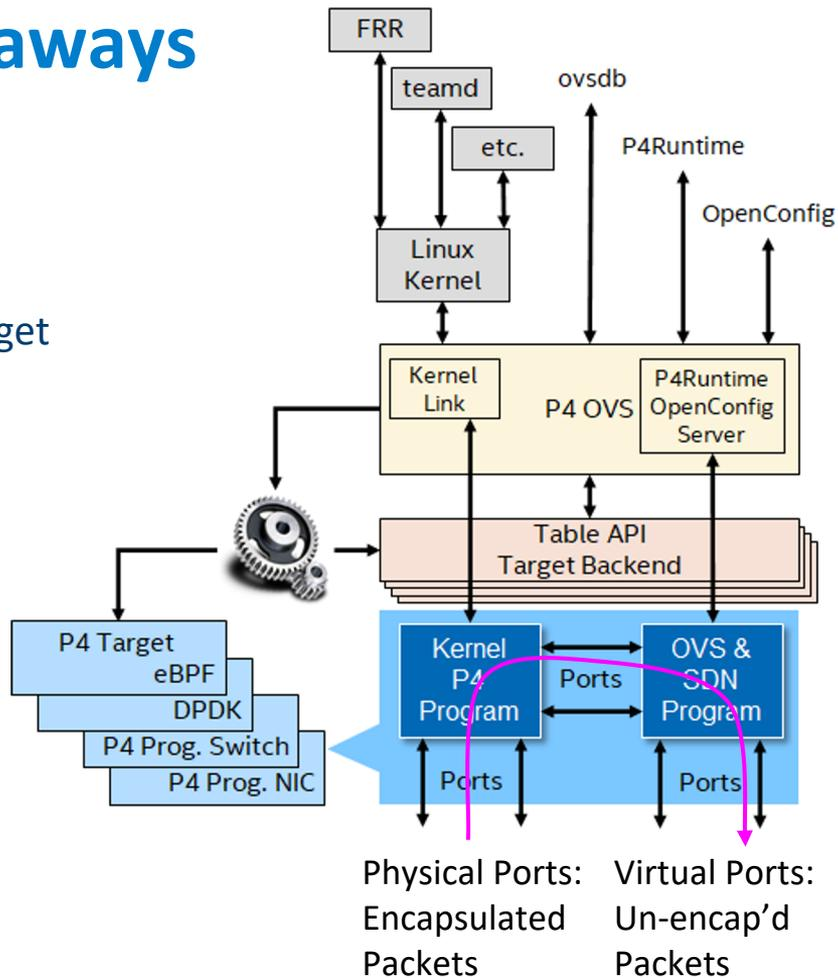 aways
get
FRR
teamd
etc.
ovsdb
P4Runtime
OpenConfig
Linux
Kernel
Kernel
Link
P4 OVS
P4Runtime
OpenConfig
Server
Table API
Target Backend
P4 Target
eBPF
DPDK
P4 Prog. Switch
P4 Prog. NIC
Kernel
P4
Program
Ports
OVS &
SDN
Program
Ports
Ports
Physical Ports:
Encapsulated
Packets
Virtual Ports:
Un-encap'd
Packets